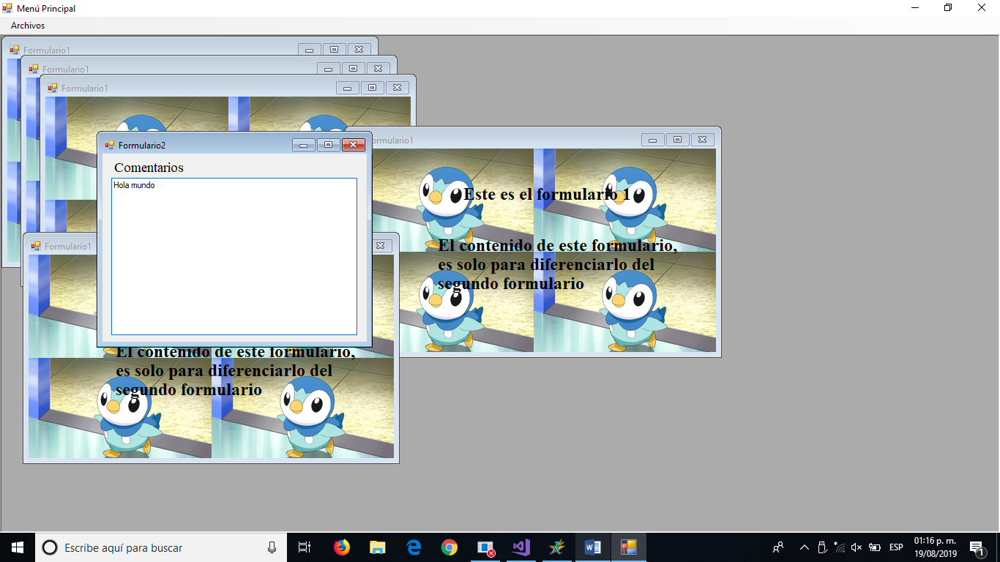 Menú Principal
Archivos
Formulario1
Formulario1
Formulario1
Formulario1
Este es el formulario 1
El contenido de este formulario,
es solo para diferenciarlo del
segundo formulario
Formulario2
Comentarios
Hola mundo
Formulario1
El contenido de este formulario,
es solo para diferenciarlo del
segundo formulario
Escribe aquí para buscar
ESP
01:16 p. m.
19/08/2019
1